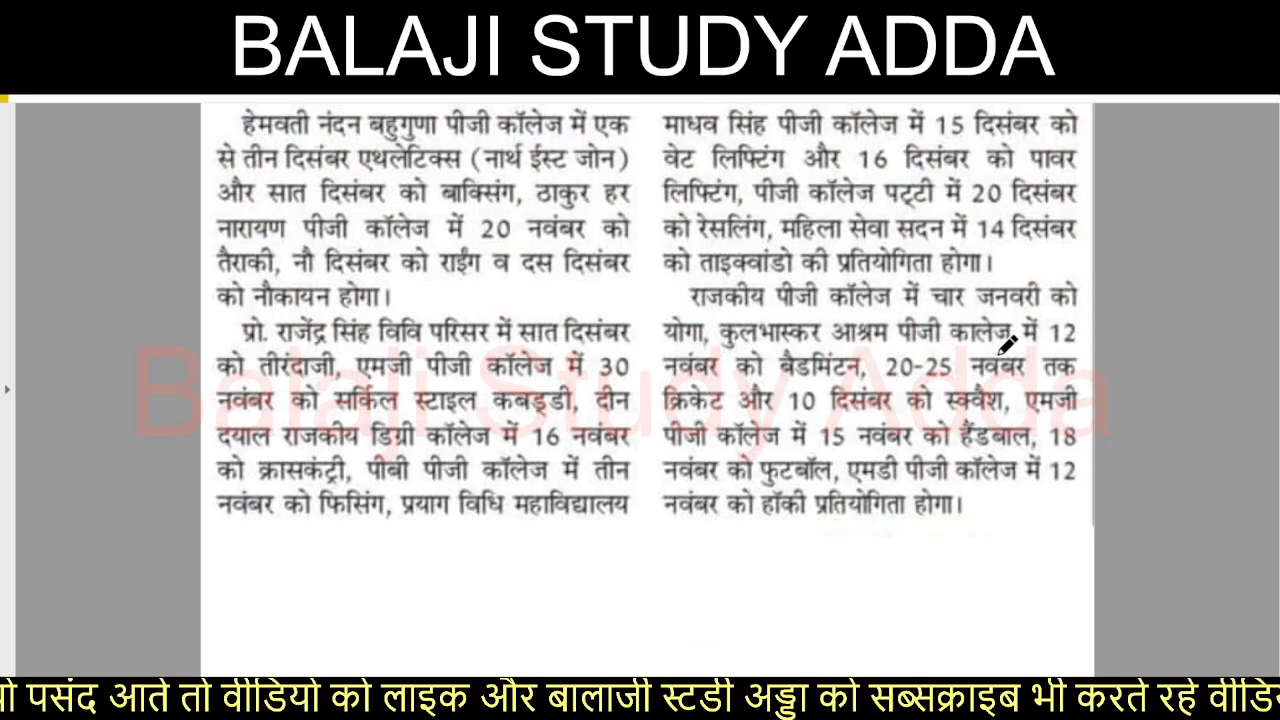 BALAJI STUDY ADDA
हेमवती नंदन बहुगुणा पीजी कॉलेज में एक
से तीन दिसंबर एथलेटिक्स (नार्थ ईस्ट जोन)
और सात दिसंबर को बाक्सिंग, ठाकुर हर
नारायण पीजी कॉलेज में 20 नवंबर को
तैराकी, नौ दिसंबर को राईंग व दस दिसंबर
को नौकायन होगा।
प्रो. राजेंद्र सिंह विवि परिसर में सात दिसंबर
को तीरंदाजी, एमजी पीजी कॉलेज में 30
नवंबर को सर्किल स्टाइल कबड्डी, दीन
दयाल राजकीय डिग्री कॉलेज में 16 नवंबर
को क्रासकंट्री, पीबी पीजी कॉलेज में तीन
नवंबर को फिसिंग, प्रयाग विधि महाविद्यालय
माधव सिंह पीजी कॉलेज में 15 दिसंबर को
वेट लिफ्टिंग और 16 दिसंबर को पावर
लिफ्टिंग, पीजी कॉलेज पट्टी में 20 दिसंबर
को रेसलिंग, महिला सेवा सदन में 14 दिसंबर
को ताइक्वांडो की प्रतियोगिता होगा।
राजकीय पीजी कॉलेज में चार जनवरी को
योगा, कुलभास्कर आश्रम पीजी कालेज में 12
नवंबर को बैडमिंटन, 20-25 नवंबर तक
क्रिकेट और 10 दिसंबर को स्क्वैश, एमजी
पीजी कॉलेज में 15 नवंबर को हैंडबाल, 18
नवंबर को फुटबॉल, एमडी पीजी कॉलेज में 12
नवंबर को हॉकी प्रतियोगिता होगा।
Balaji Study Adda
पसंद आते तो वीडियो को लाइक और बालाजी स्टडी अड्डा को सब्सक्राइब भी करते रहे